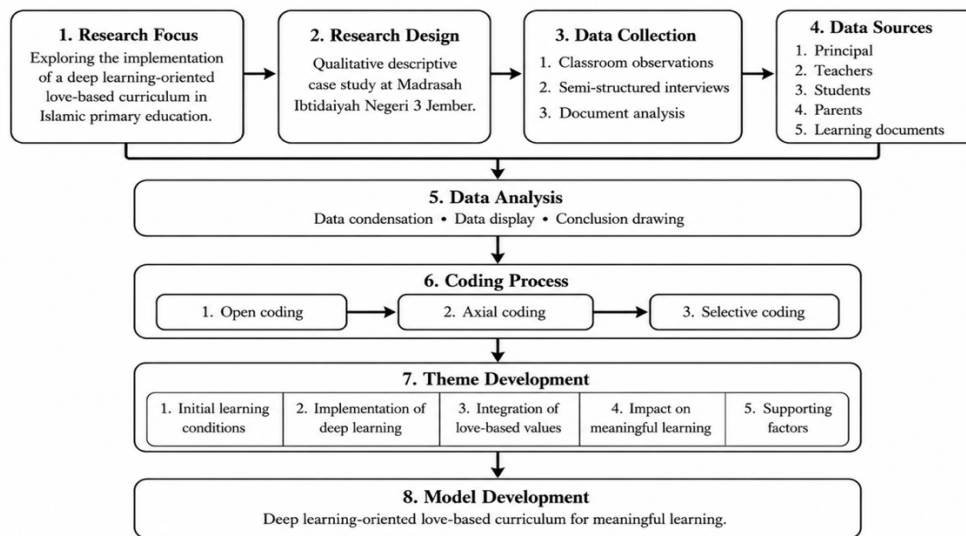 1. Research Focus
Exploring the implementation
of a deep learning-oriented
love-based curriculum in
Islamic primary education.
2. Research Design
Qualitative descriptive
case study at Madrasah
Ibtidaiyah Negeri 3 Jember.
3. Data Collection
1. Classroom observations
2. Semi-structured interviews
3. Document analysis
4. Data Sources
1. Principal
2. Teachers
3. Students
4. Parents
5. Learning documents
5. Data Analysis
Data condensation • Data display • Conclusion drawing
6. Coding Process
1. Open coding
2. Axial coding
3. Selective coding
7. Theme Development
1. Initial learning
conditions
2. Implementation of
deep learning
3. Integration of
love-based values
4. Impact on
meaningful learning
5. Supporting
factors
8. Model Development
Deep learning-oriented love-based curriculum for meaningful learning.